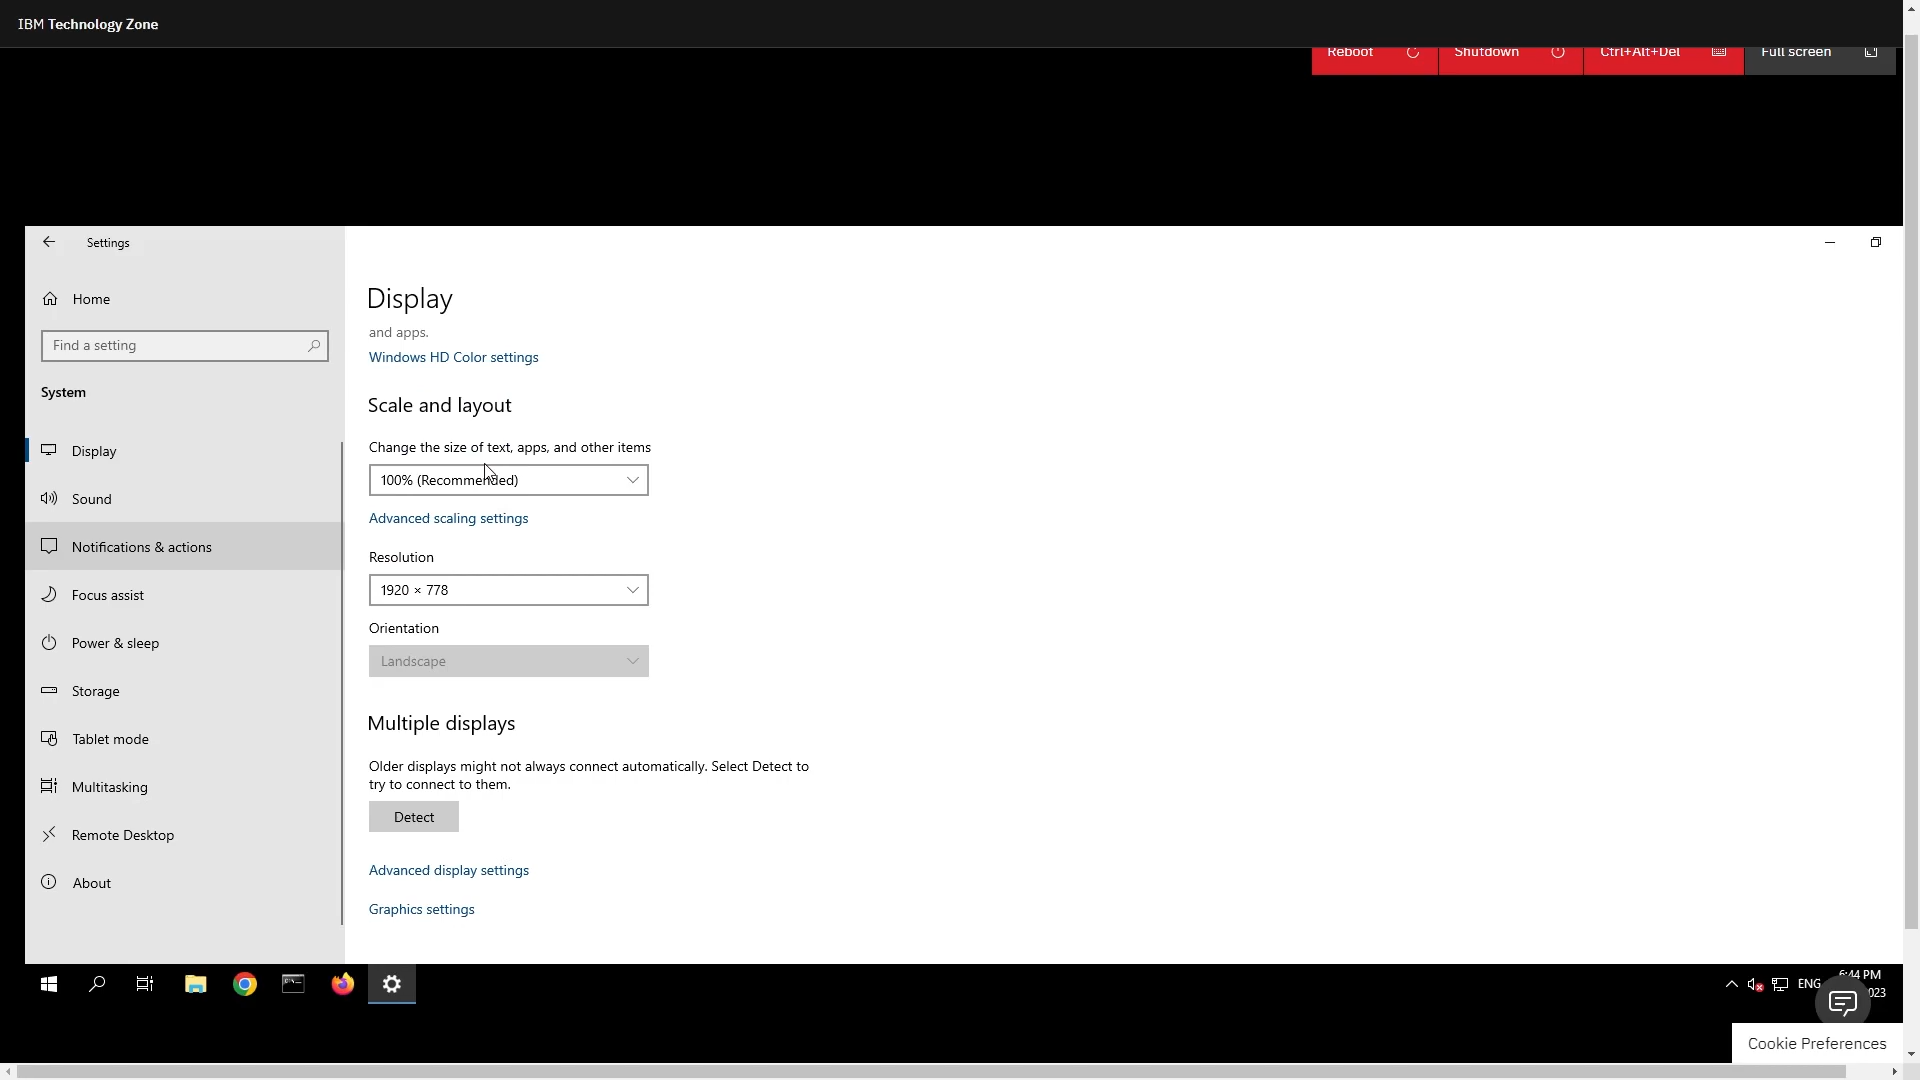 IBM Technology Zone
Reboot
Shutdown
Ctrl+Alt+Del
Full screen
Settings
Home
Find a setting
System
Display
Sound
Notifications & actions
Focus assist
Power & sleep
Storage
Tablet mode
Multitasking
Remote Desktop
About
Display
and apps.
Windows HD Color settings
Scale and layout
Change the size of text, apps, and other items
100% (Recommended)
Advanced scaling settings
Resolution
1920 × 778
Orientation
Landscape
Multiple displays
Older displays might not always connect automatically. Select Detect to
try to connect to them.
Detect
Advanced display settings
Graphics settings
ENG
6:44 PM
023
Cookie Preferences